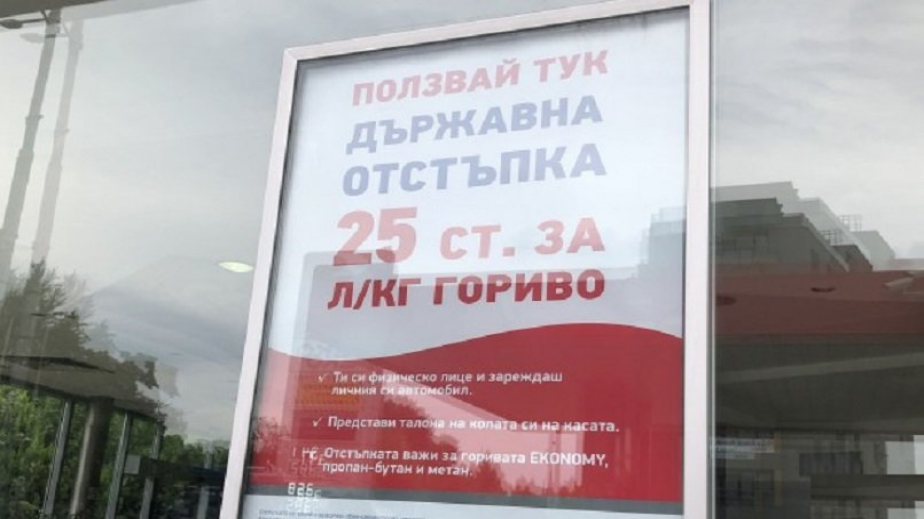 ПОЛЗВАЙ ТУК
ДЪРЖАВНА
ОТСТЪПКА
25 СТ. ЗА
Л/КГ ГОРИВО
✓ Ти си физическо лице и зареждаш
личния си автомобил.
✓ Представи талона на колата си на касата.
Отстъпката важи за горивата EKONOMY,
пропан-бутан и метан.